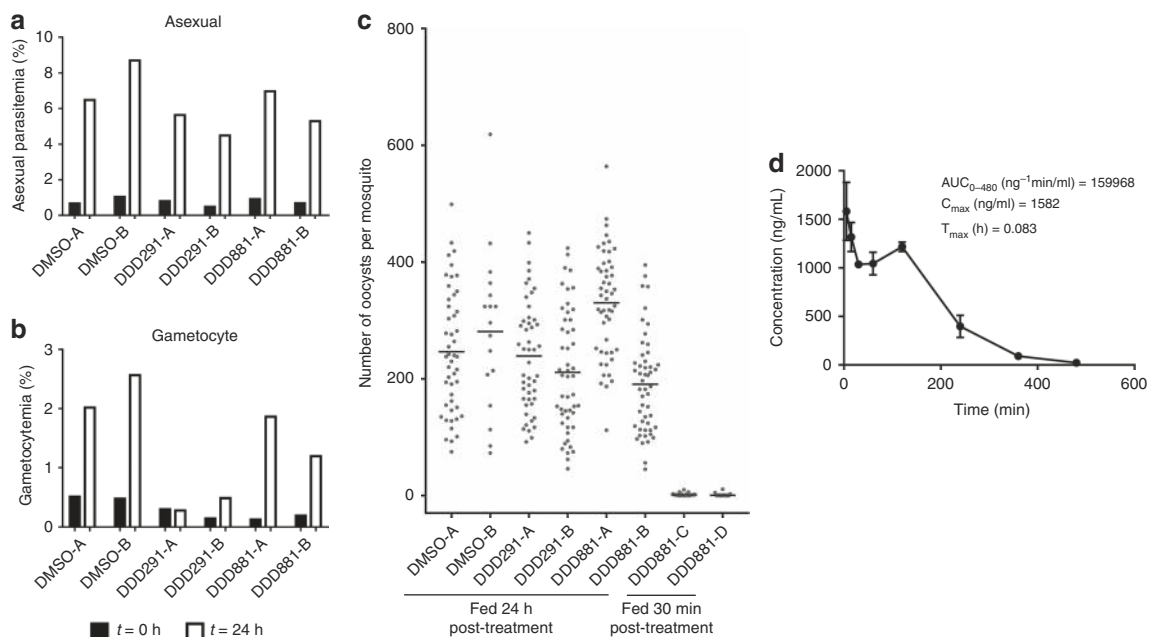 a
Asexual
Asexual parasitemia (%)
10
8
6
4
2
0
DMSO-A
DMSO-B
DDD291-A
DDD291-B
DDD881-A
DDD881-B
b
Gametocyte
Gametocytemia (%)
3
2
1
0
DMSO-A
DMSO-B
DDD291-A
DDD291-B
DDD881-A
DDD881-B
t = 0 h
t = 24 h
c
Number of oocysts per mosquito
800
600
400
200
0
DMSO-A
DMSO-B
DDD291-A
DDD291-B
DDD881-A
DDD881-B
DDD881-C
DDD881-D
Fed 24 h
post-treatment
Fed 30 min
post-treatment
d
Concentration (ng/mL)
2000
1500
1000
500
0
AUC₀₋₄₈₀ (ng⁻¹min/ml) = 159968
Cmax (ng/ml) = 1582
Tmax (h) = 0.083
0
200
400
600
Time (min)